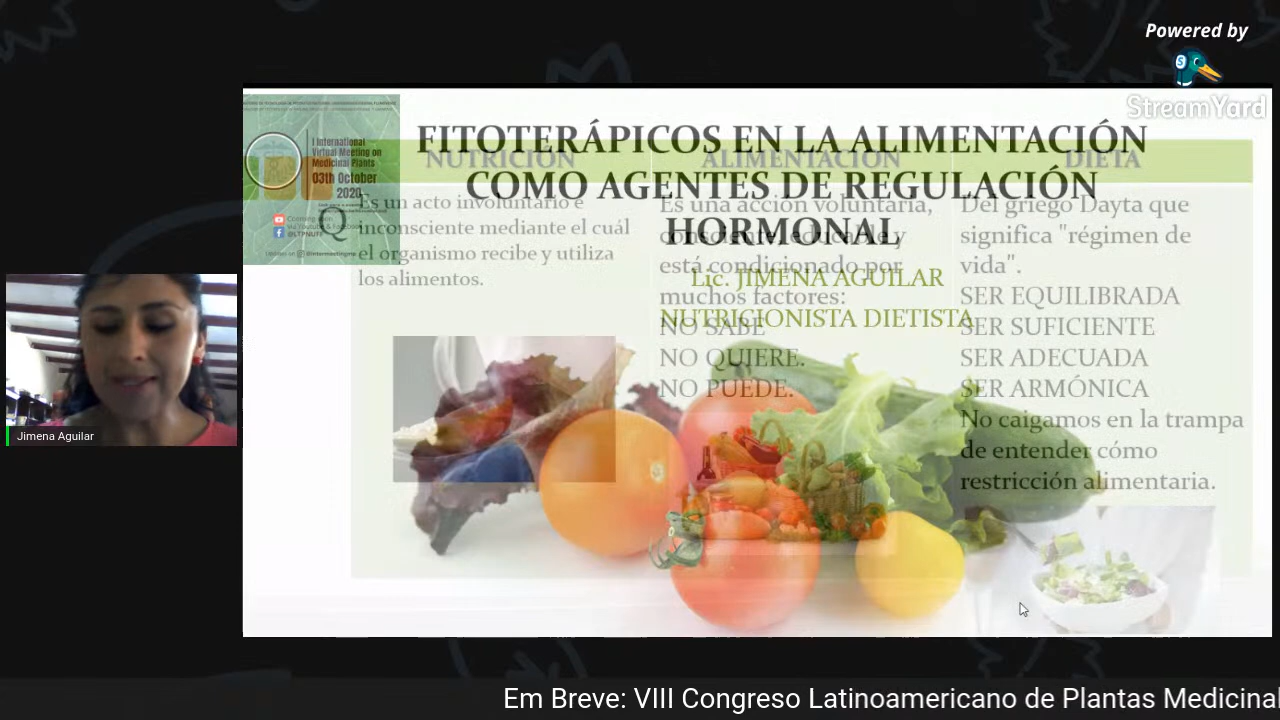 Powered by
StreamYard
I International
Virtual Meeting on
Medicinal Plants
03th October
2020
FITOTERÁPICOS EN LA ALIMENTACIÓN
COMO AGENTES DE REGULACIÓN
HORMONAL
Lic. JIMENA AGUILAR
NUTRICIONISTA DIETISTA
NUTRICIÓN
Es un acto involuntario e
inconsciente mediante el cuál
el organismo recibe y utiliza
los alimentos.
ALIMENTACIÓN
Es una acción voluntaria,
consciente, educable y
está condicionado por
muchos factores:
NO SABE
NO QUIERE.
NO PUEDE.
DIETA
Del griego Dayta que
significa "régimen de
vida".
SER EQUILIBRADA
SER SUFICIENTE
SER ADECUADA
SER ARMÓNICA
No caigamos en la trampa
de entender cómo
restricción alimentaria.
Jimena Aguilar
Em Breve: VIII Congreso Latinoamericano de Plantas Medicinal